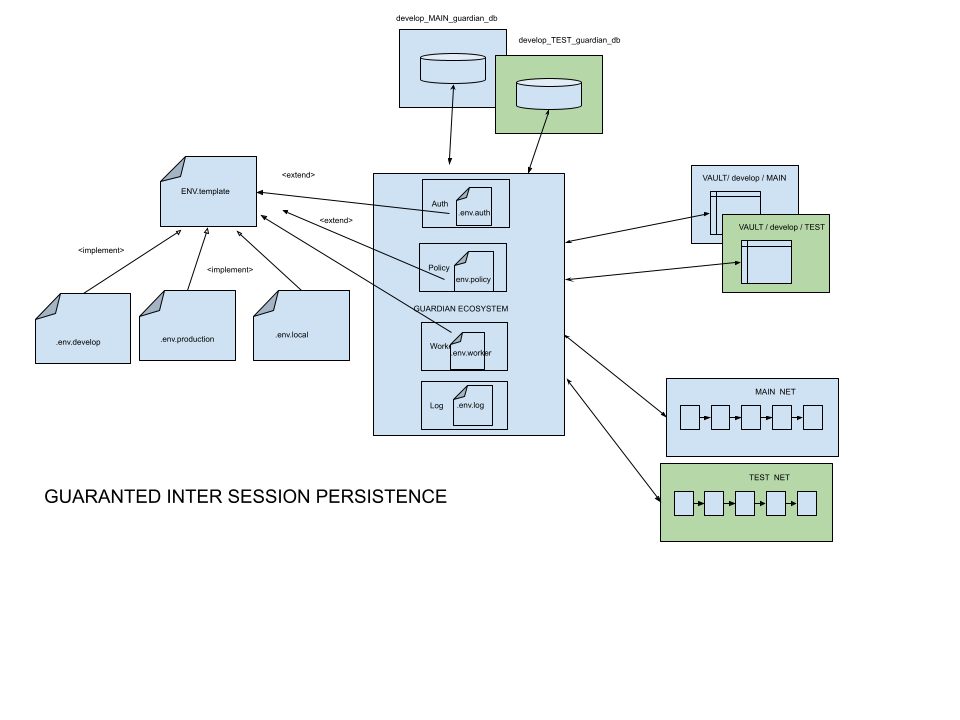 develop_MAIN_guardian_db
develop_TEST_guardian_db
ENV.template
<extend>
<extend>
<implement>
<implement>
.env.develop
.env.production
.env.local
Auth
.env.auth
Policy
env.policy
GUARDIAN ECOSYSTEM
.env.worker
Log
.env.log
VAULT/ develop / MAIN
VAULT / develop / TEST
MAIN NET
TEST NET
GUARANTED INTER SESSION PERSISTENCE